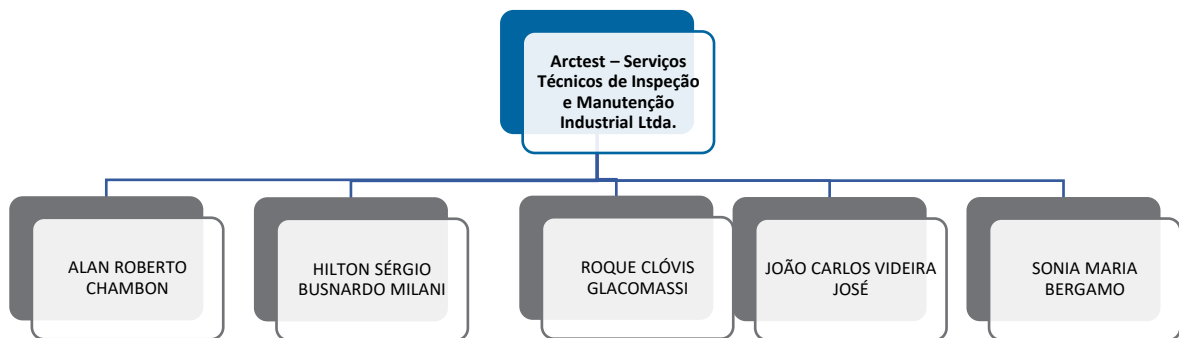 Arctest – Serviços
Técnicos de Inspeção
e Manutenção
Industrial Ltda.
ALAN ROBERTO
CHAMBON
HILTON SÉRGIO
BUSNARDO MILANI
ROQUE CLÓVIS
GLACOMASSI
JOÃO CARLOS VIDEIRA
JOSÉ
SONIA MARIA
BERGAMO